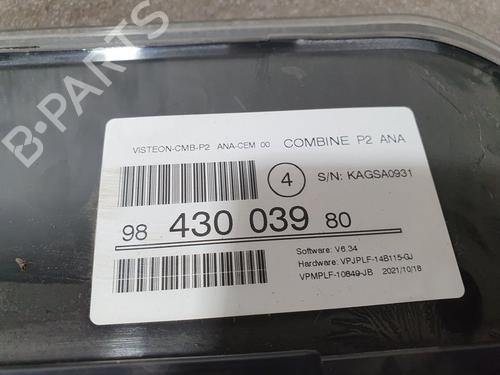 B-PARTS
VISTEON-CMB-P2 ANA-CEM 00 COMBINE P2 ANA
4 S/N: KAGSA0931
98 430 039 80
Software: V6.34
Hardware: VPJPLF-14B115-GJ
VPMPLF-10849-JB 2021/10/18